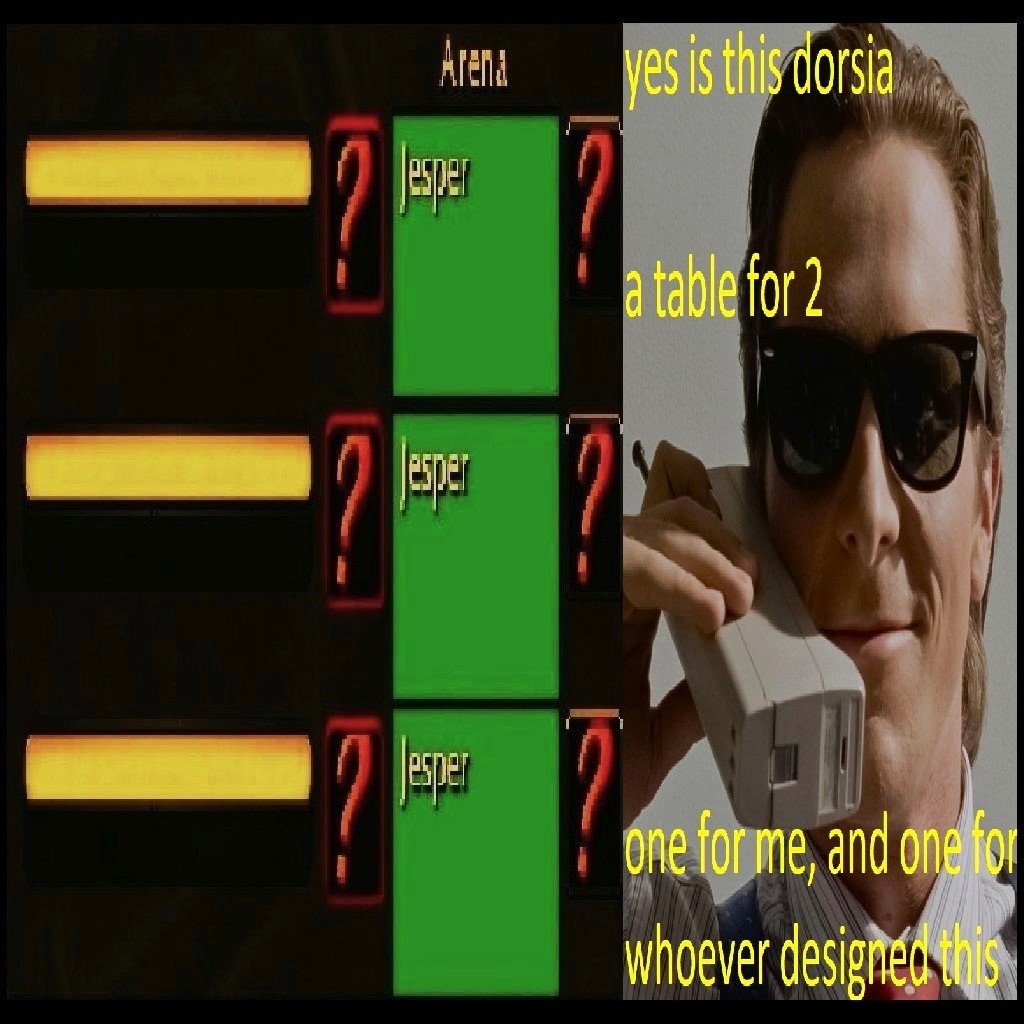 Arena
?
Jesper
?
?
Jesper
?
?
Jesper
?
yes is this dorsia
a table for 2
one for me, and one for
whoever designed this